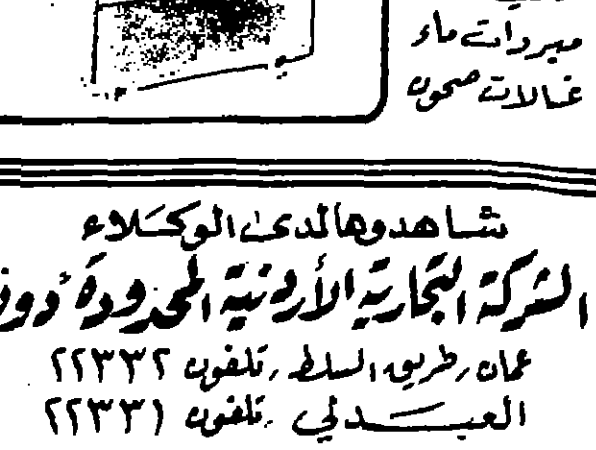 مبردات ماء
غسالات صحون
شاهدوها لدى الوكلاء
الشركة التجارية الأردنية المحدودة
عمان، طريق السلط، تلفون ٢٢٣٣٢
العبدلي، تلفون ٢٢٣٣١